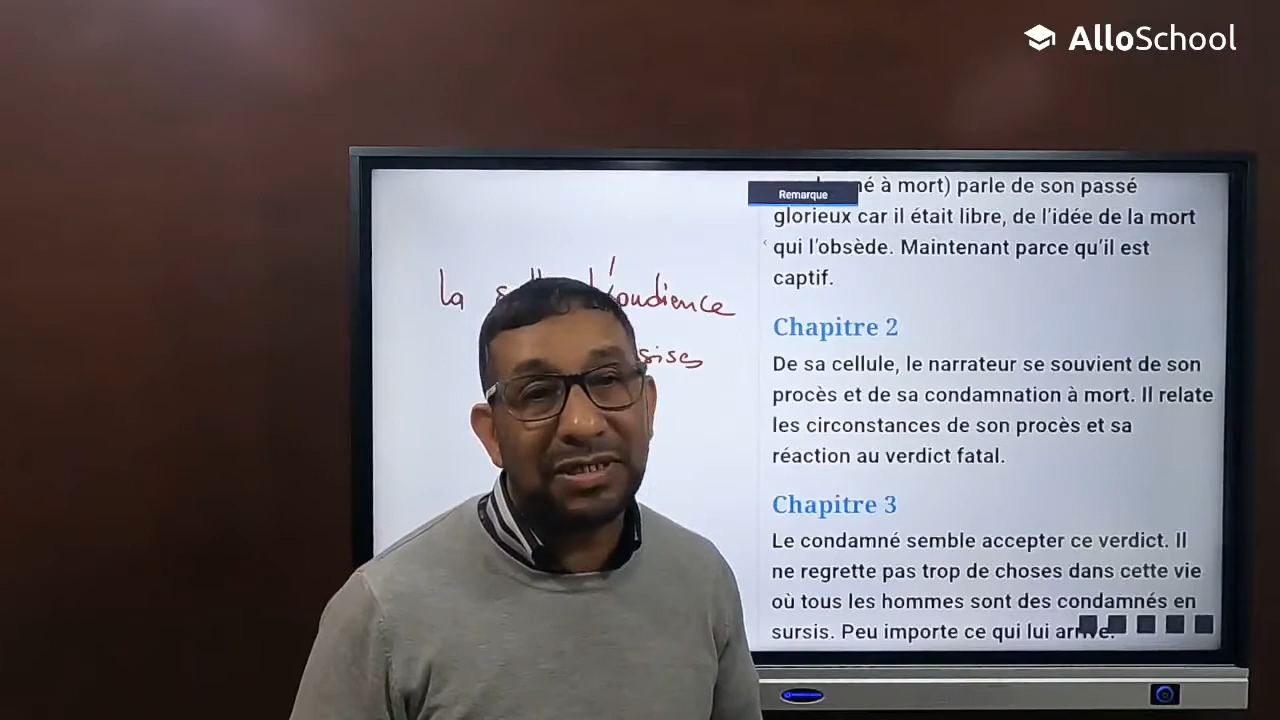 AlloSchool
Remarque
né à mort) parle de son passé
glorieux car il était libre, de l'idée de la mort
qui l'obsède. Maintenant parce qu'il est
captif.
la d'audience
Chapitre 2
De sa cellule, le narrateur se souvient de son
procès et de sa condamnation à mort. Il relate
les circonstances de son procès et sa
réaction au verdict fatal.
Chapitre 3
Le condamné semble accepter ce verdict. Il
ne regrette pas trop de choses dans cette vie
où tous les hommes sont des condamnés en
sursis. Peu importe ce qui lui arrive.